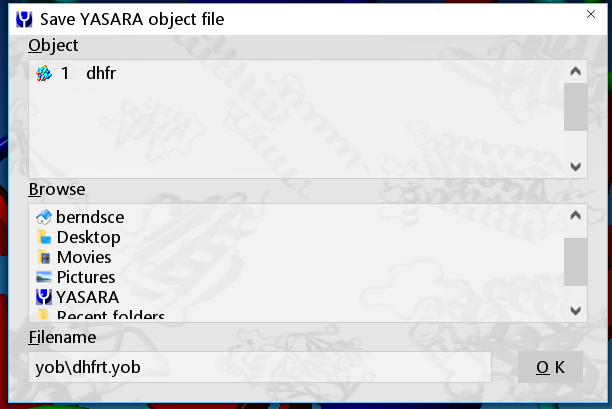 Save YASARA object file
Object
1 dhfr
Browse
berndsce
Desktop
Movies
Pictures
YASARA
Recent folders
Filename
yob\dhfrt.yob
O K